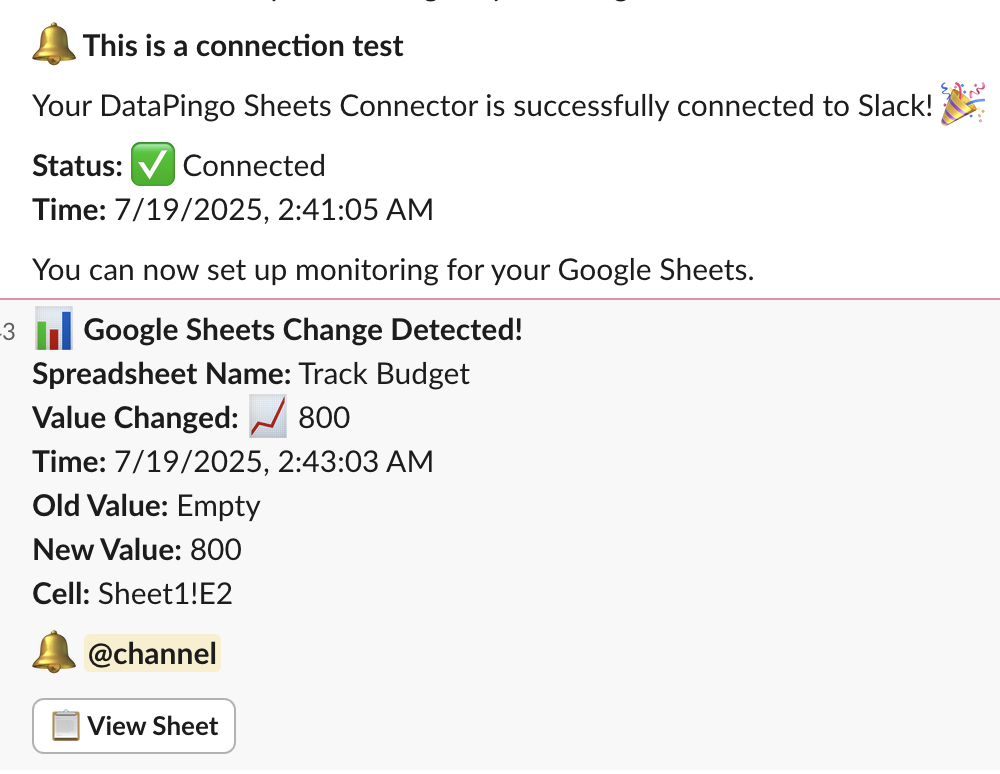 This is a connection test
Your DataPingo Sheets Connector is successfully connected to Slack!
Status: Connected
Time: 7/19/2025, 2:41:05 AM
You can now set up monitoring for your Google Sheets.
Google Sheets Change Detected!
Spreadsheet Name: Track Budget
Value Changed: 800
Time: 7/19/2025, 2:43:03 AM
Old Value: Empty
New Value: 800
Cell: Sheet1!E2
@channel
View Sheet